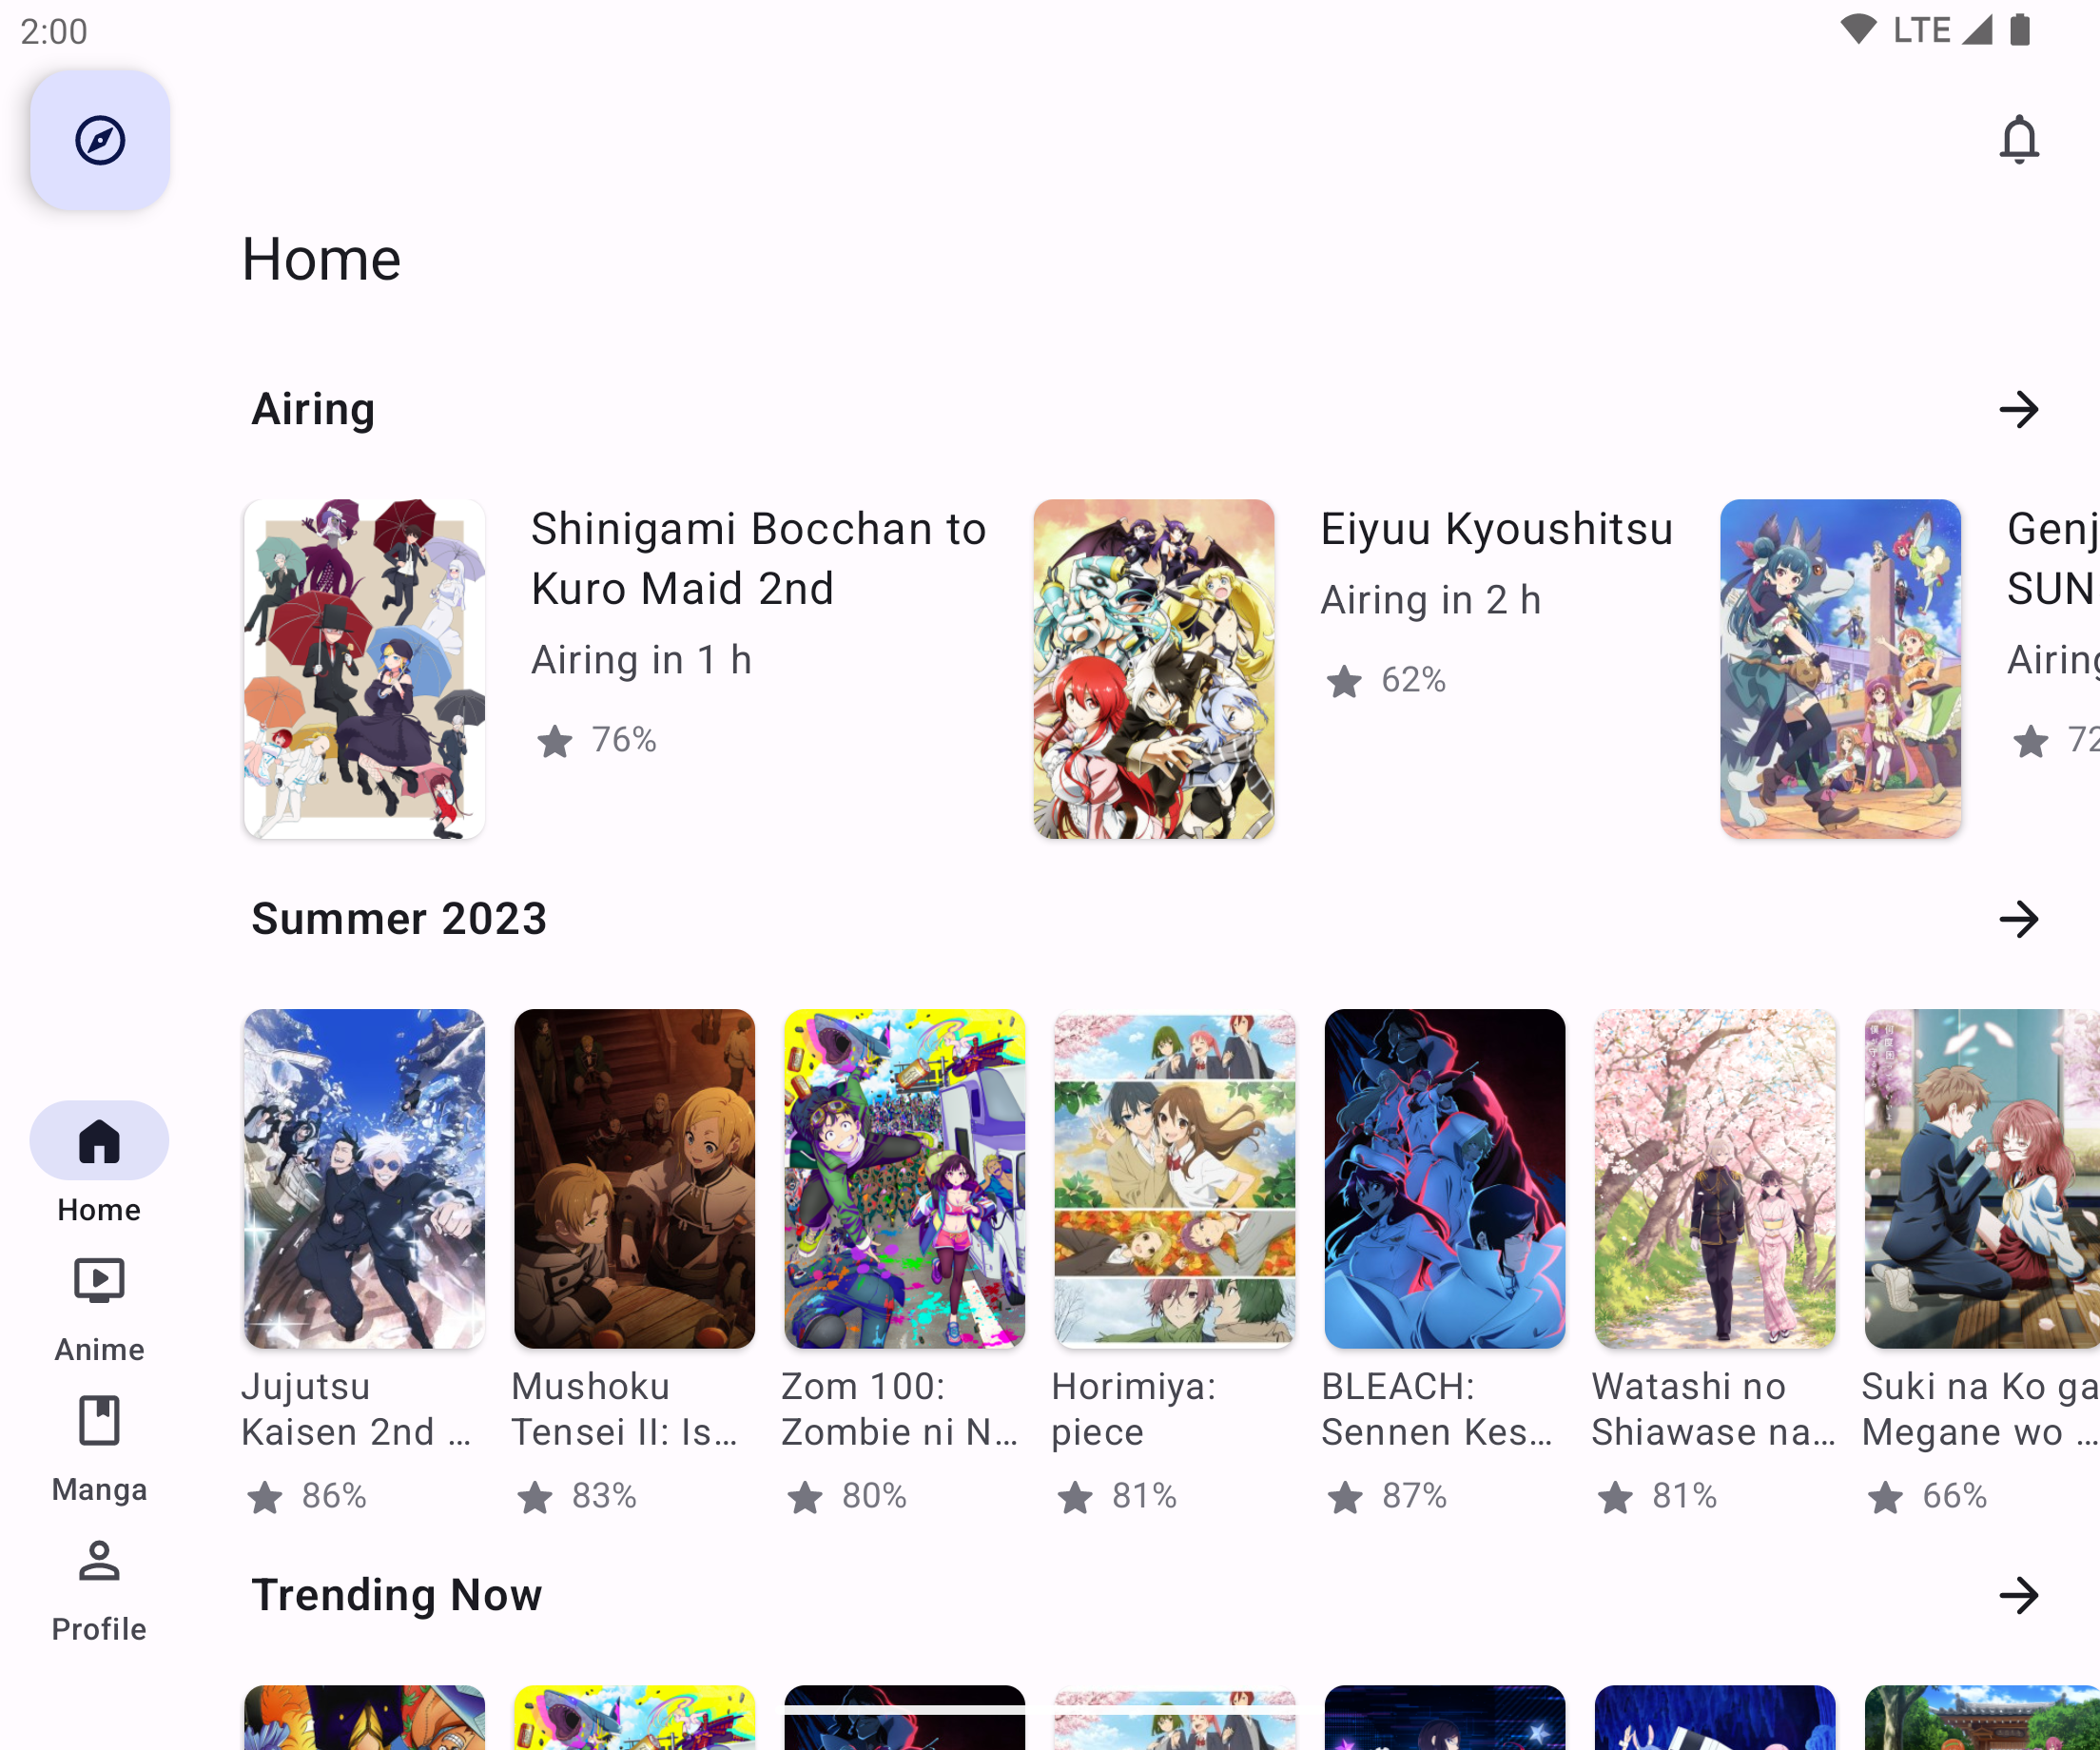 2:00
LTE
Home
Airing
Shinigami Bocchan to
Kuro Maid 2nd
Airing in 1 h
76%
Eiyuu Kyoushitsu
Airing in 2 h
62%
Genj
SUN
Airing
72
Summer 2023
Jujutsu
Kaisen 2nd ...
86%
Mushoku
Tensei II: Is...
83%
Zom 100:
Zombie ni N...
80%
Horimiya:
piece
81%
BLEACH:
Sennen Kes...
87%
Watashi no
Shiawase na...
81%
Suki na Ko ga
Megane wo ...
66%
Home
Anime
Manga
Profile
Trending Now